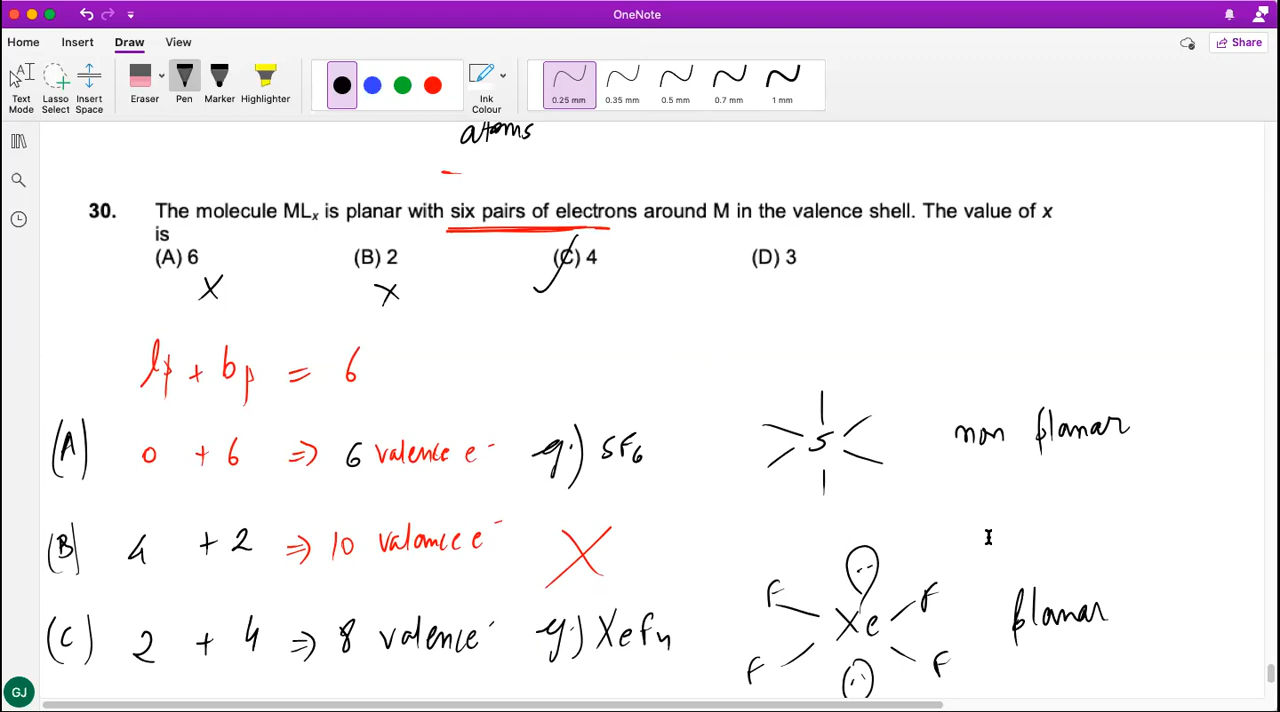 OneNote
Home Insert Draw View
Share
Text Mode
Lasso Select
Insert Space
Eraser
Pen
Marker
Highlighter
Ink Colour
0.25 mm 0.35 mm 0.5 mm 0.7 mm 1 mm
atoms
30. The molecule MLx is planar with six pairs of electrons around M in the valence shell. The value of x
is
(A) 6 (B) 2 (C) 4 (D) 3
X X
lp + bp = 6
(A) 0 + 6 ⇒ 6 valence e⁻ eg:) SF6 S non planar
(B) 4 + 2 ⇒ 10 valance e⁻ X
(C) 2 + 4 ⇒ 8 valence⁻ eg:) XeF4 F F Xe F F planar
GJ